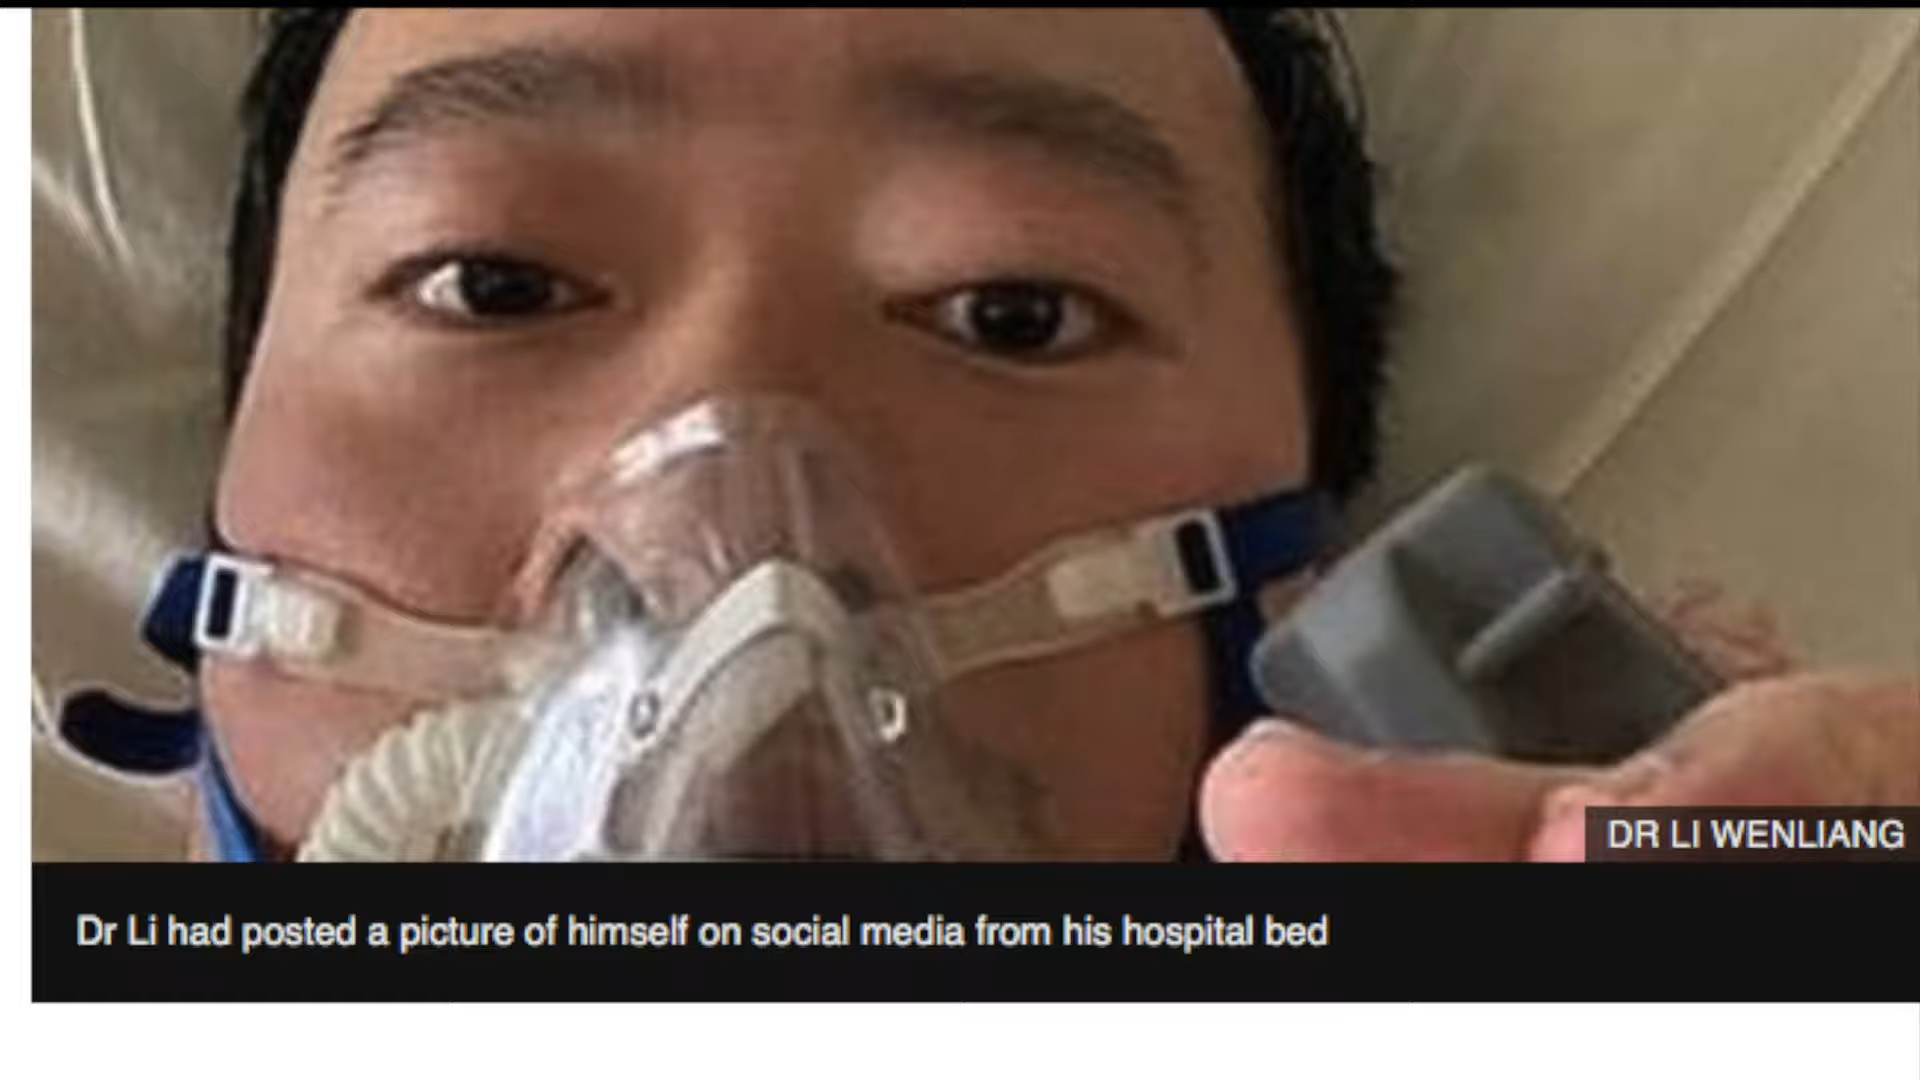 DR LI WENLIANG
Dr Li had posted a picture of himself on social media from his hospital bed